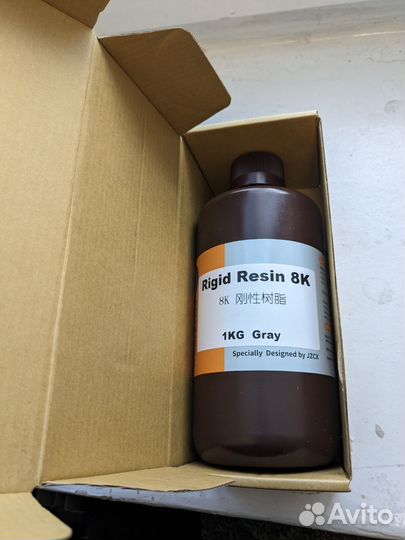 Rigid Resin 8K
8K 刚性树脂
1KG Gray
Specially Designed by JZCX
Avito